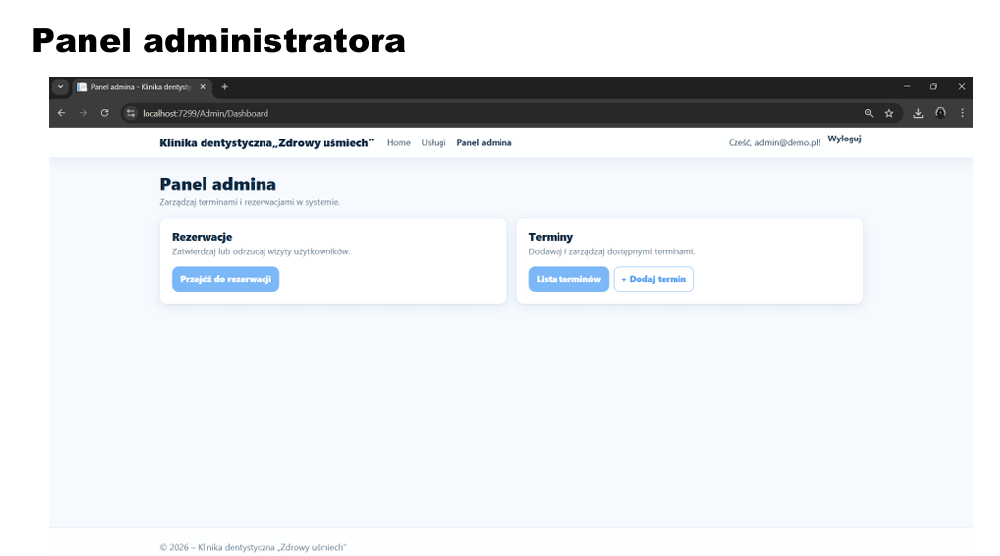 Panel administratora
Panel admina - Klinika dentysty
localhost:7299/Admin/Dashboard
Klinika dentystyczna„Zdrowy uśmiech” Home Usługi Panel admina Cześć, admin@demo.pl! Wyloguj
Panel admina
Zarządzaj terminami i rezerwacjami w systemie.
Rezerwacje
Zatwierdzaj lub odrzucaj wizyty użytkowników.
Przejdź do rezerwacji
Terminy
Dodawaj i zarządzaj dostępnymi terminami.
Lista terminów + Dodaj termin
© 2026 – Klinika dentystyczna „Zdrowy uśmiech”